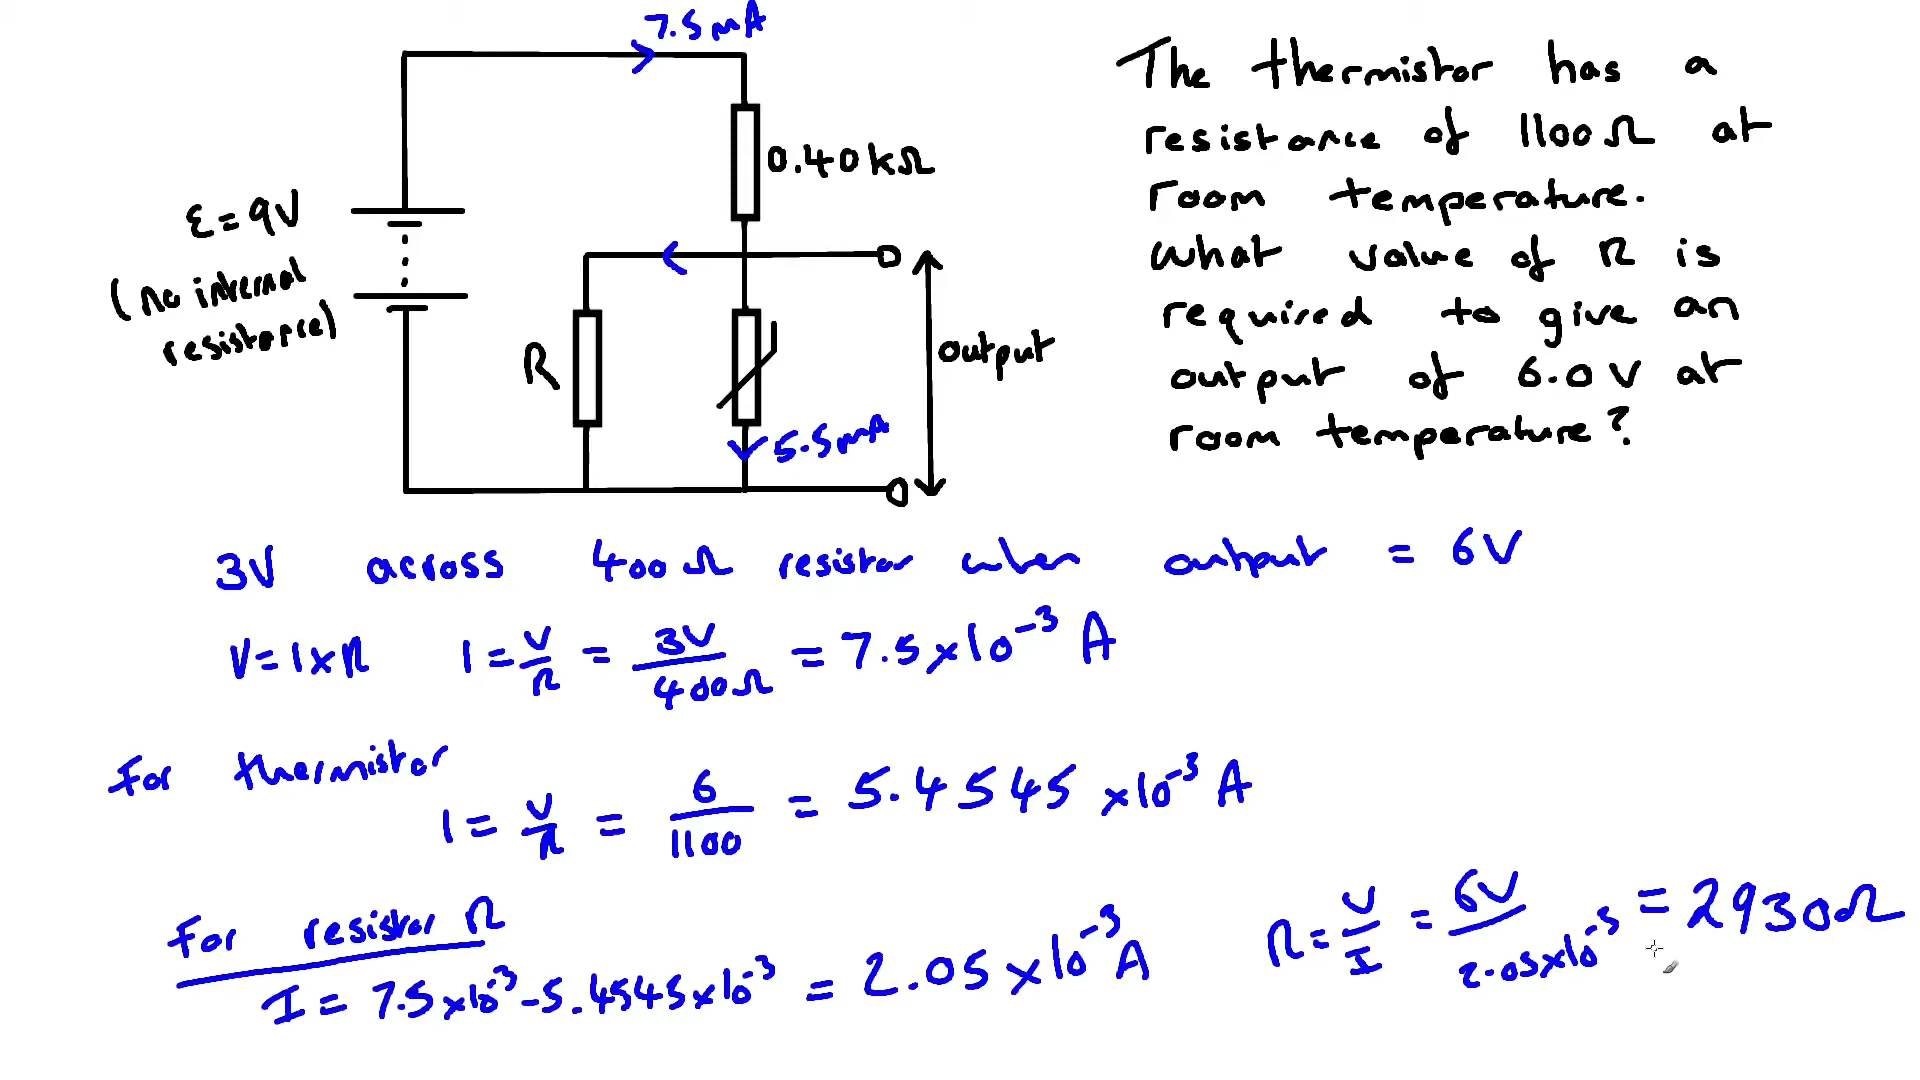 7.5mA
0.40kΩ
ε=9V
(no internal
resistance)
R
output
5.5mA
The thermistor has a
resistance of 1100Ω at
room temperature.
What value of R is
required to give an
output of 6.0V at
room temperature?
3V across 400Ω resistor when output = 6V
V=I×R I=V/R = 3V/400Ω = 7.5×10⁻³ A
For thermistor
I = V/R = 6/1100 = 5.4545 ×10⁻³ A
For resistor R
I = 7.5×10⁻³-5.4545×10⁻³ = 2.05×10⁻³A
R = V/I = 6V/2.05×10⁻³ = 2930Ω